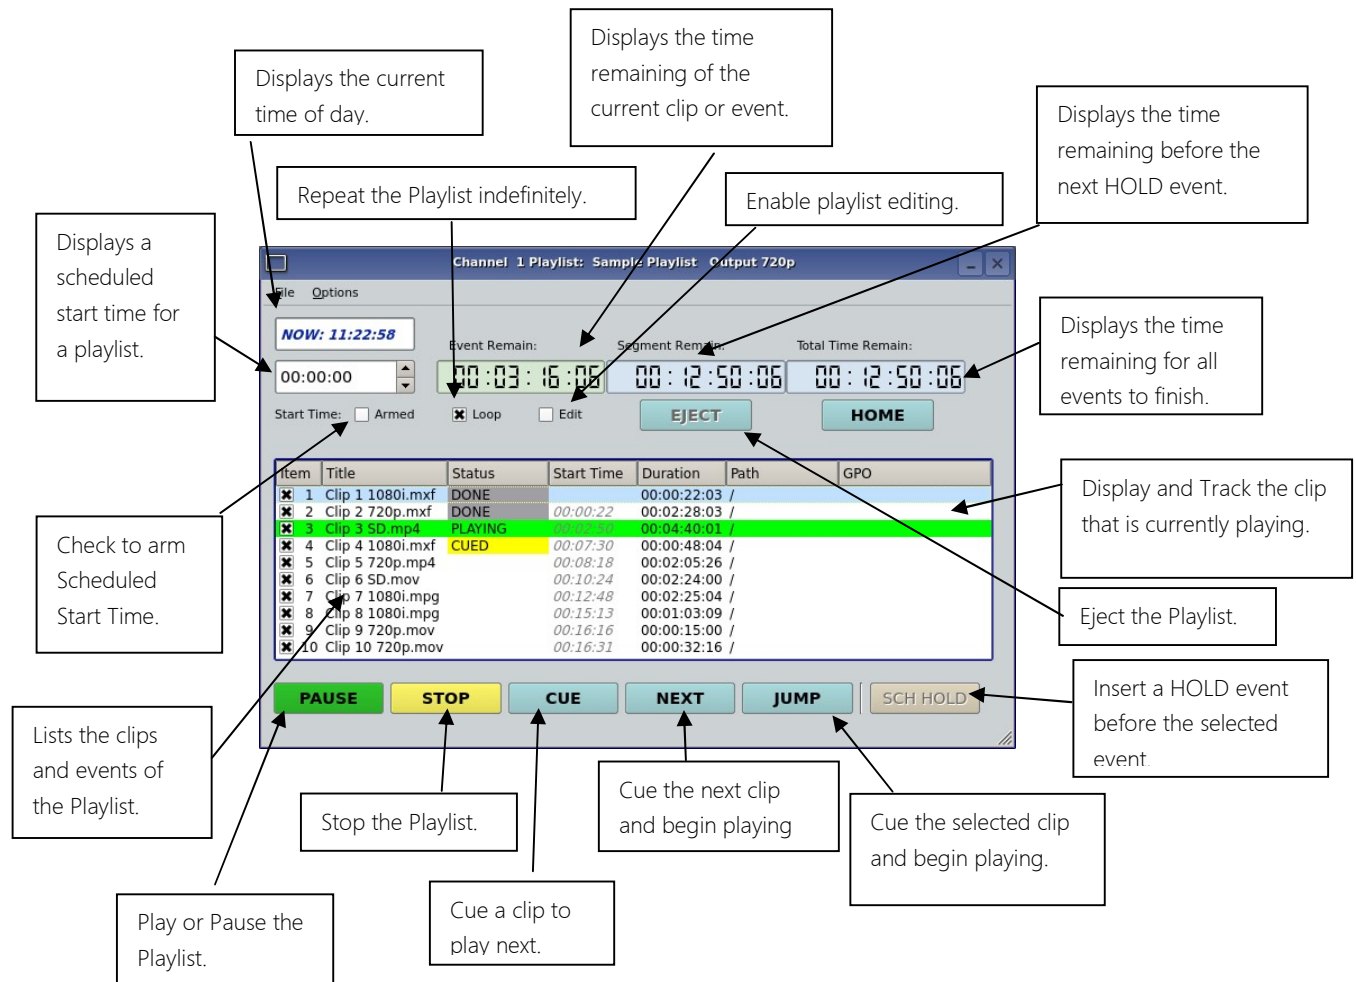 Displays the time
remaining of the
current clip or event.
Displays the current
time of day.
Displays the time
remaining before the
next HOLD event.
Repeat the Playlist indefinitely.
Enable playlist editing.
Displays a
scheduled
start time for
a playlist.
Channel 1 Playlist: Sample Playlist Output 720p
File Options
NOW: 11:22:58
Event Remain: Segment Remain: Total Time Remain:
00:00:00 00:03:16:06 00:12:50:06 00:12:50:06
Start Time: Armed Loop Edit EJECT HOME
Displays the time
remaining for all
events to finish.
Item Title Status Start Time Duration Path GPO
1 Clip 1 1080i.mxf DONE 00:00:22:03 /
2 Clip 2 720p.mxf DONE 00:00:22 00:02:28:03 /
3 Clip 3 SD.mp4 PLAYING 00:02:50 00:04:40:01 /
4 Clip 4 1080i.mxf CUED 00:07:30 00:00:48:04 /
5 Clip 5 720p.mp4 00:08:18 00:02:05:26 /
6 Clip 6 SD.mov 00:10:24 00:02:24:00 /
7 Clip 7 1080i.mpg 00:12:48 00:02:25:04 /
8 Clip 8 1080i.mpg 00:15:13 00:01:03:09 /
9 Clip 9 720p.mov 00:16:16 00:00:15:00 /
10 Clip 10 720p.mov 00:16:31 00:00:32:16 /
Display and Track the clip
that is currently playing.
Check to arm
Scheduled
Start Time.
Eject the Playlist.
PAUSE STOP CUE NEXT JUMP SCH HOLD
Insert a HOLD event
before the selected
event.
Lists the clips
and events of
the Playlist.
Stop the Playlist.
Cue the next clip
and begin playing
Cue the selected clip
and begin playing.
Play or Pause the
Playlist.
Cue a clip to
play next.